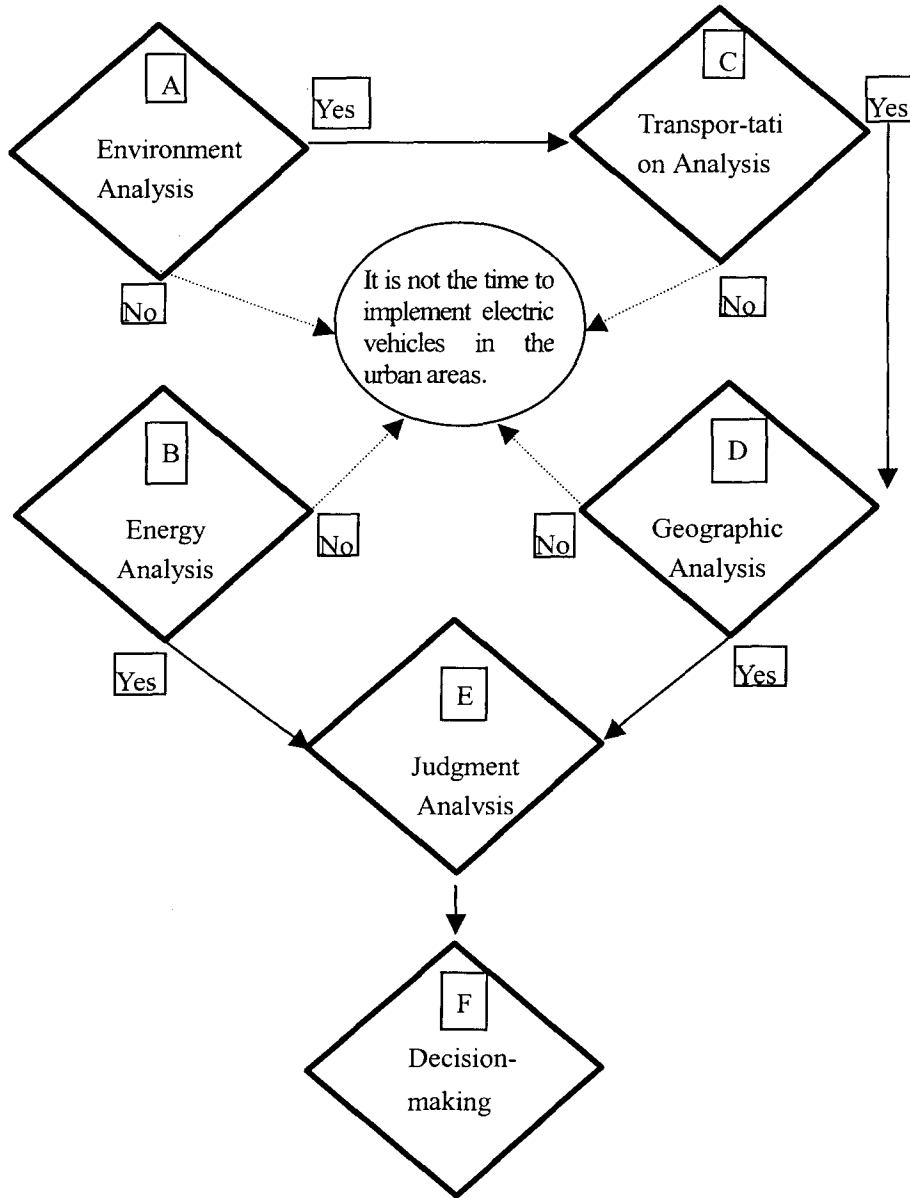 A
Environment
Analysis
Yes
C
Transpor-tati
on Analysis
Yes
No
It is not the time to
implement electric
vehicles in the
urban areas.
No
B
Energy
Analysis
No
D
Geographic
Analysis
No
Yes
E
Judgment
Analvsis
Yes
F
Decision-
making